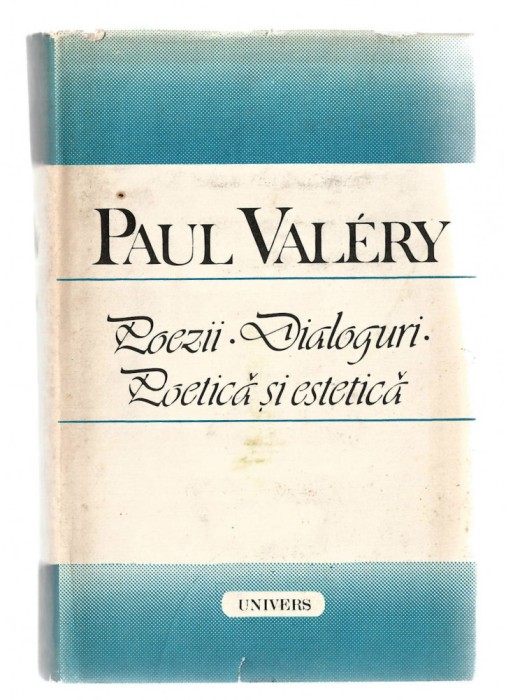 PAUL VALÉRY
Poezii · Dialoguri ·
Poetică și estetică
UNIVERS